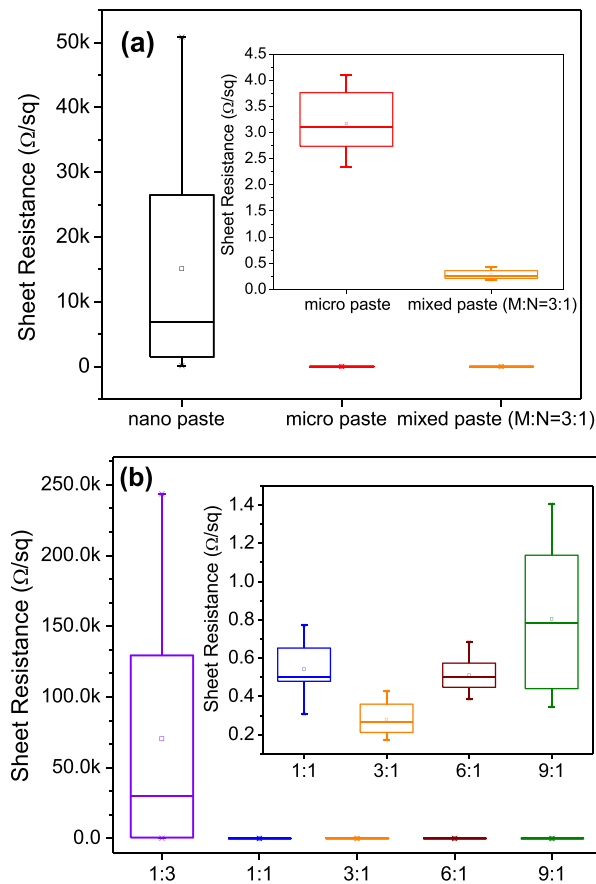 (a)
Sheet Resistance (Ω/sq)
50k
40k
30k
20k
10k
0
nano paste
micro paste
mixed paste (M:N=3:1)
Sheet Resistance (Ω/sq)
4.5
4.0
3.5
3.0
2.5
2.0
1.5
1.0
0.5
0.0
micro paste
mixed paste (M:N=3:1)
(b)
Sheet Resistance (Ω/sq)
250.0k
200.0k
150.0k
100.0k
50.0k
0.0
1:3
1:1
3:1
6:1
9:1
Sheet Resistance (Ω/sq)
1.4
1.2
1.0
0.8
0.6
0.4
0.2
1:1
3:1
6:1
9:1